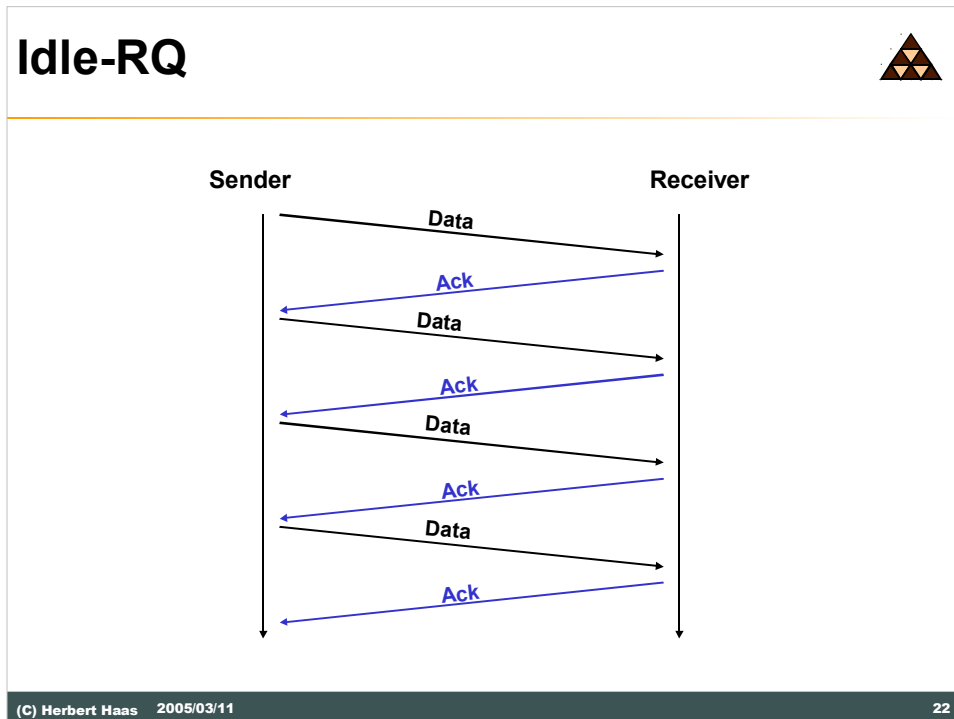 Idle-RQ
Sender Receiver
Data
Ack
Data
Ack
Data
Ack
Data
Ack
(C) Herbert Haas 2005/03/11 22